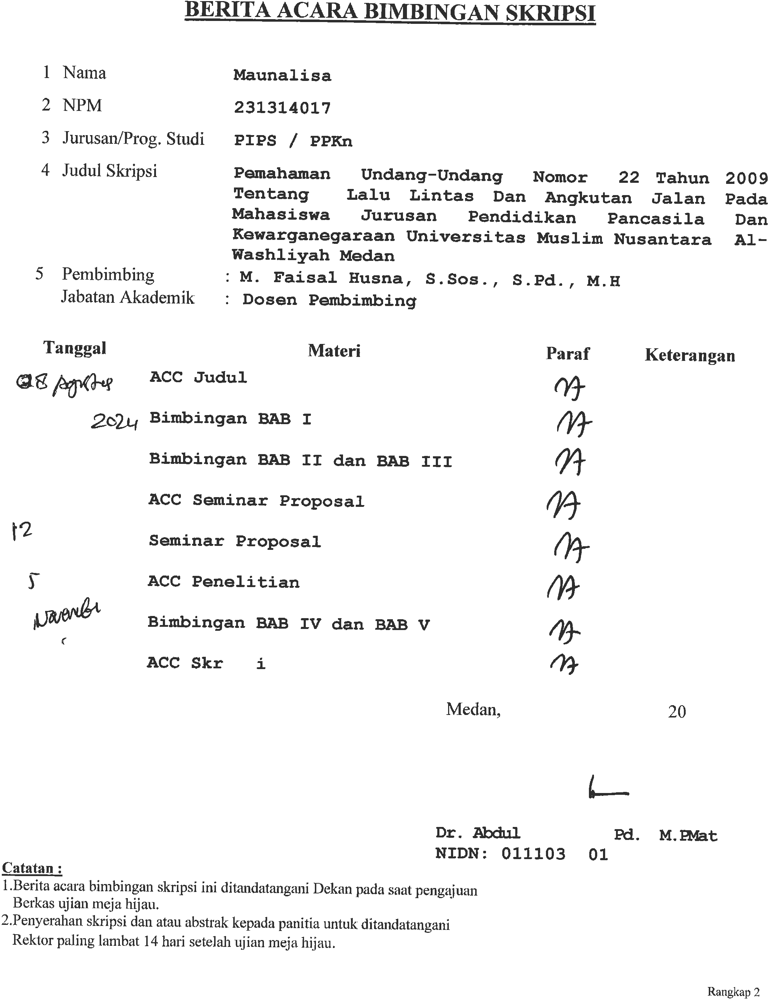 BERITA ACARA BIMBINGAN SKRIPSI
1 Nama Maunalisa
2 NPM 231314017
3 Jurusan/Prog. Studi PIPS / PPKn
4 Judul Skripsi Pemahaman Undang-Undang Nomor 22 Tahun 2009
Tentang Lalu Lintas Dan Angkutan Jalan Pada
Mahasiswa Jurusan Pendidikan Pancasila Dan
Kewarganegaraan Universitas Muslim Nusantara Al-
Washliyah Medan
5 Pembimbing : M. Faisal Husna, S.Sos., S.Pd., M.H
Jabatan Akademik : Dosen Pembimbing
Tanggal Materi Paraf Keterangan
28 Agustus ACC Judul
2024 Bimbingan BAB I
Bimbingan BAB II dan BAB III
ACC Seminar Proposal
12
Seminar Proposal
5 ACC Penelitian
Bimbingan BAB IV dan BAB V
ACC Skr i
Medan, 20
Dr. Abdul Pd. M.PMat
NIDN: 011103 01
Catatan :
1.Berita acara bimbingan skripsi ini ditandatangani Dekan pada saat pengajuan
Berkas ujian meja hijau.
2.Penyerahan skripsi dan atau abstrak kepada panitia untuk ditandatangani
Rektor paling lambat 14 hari setelah ujian meja hijau.
Rangkap 2